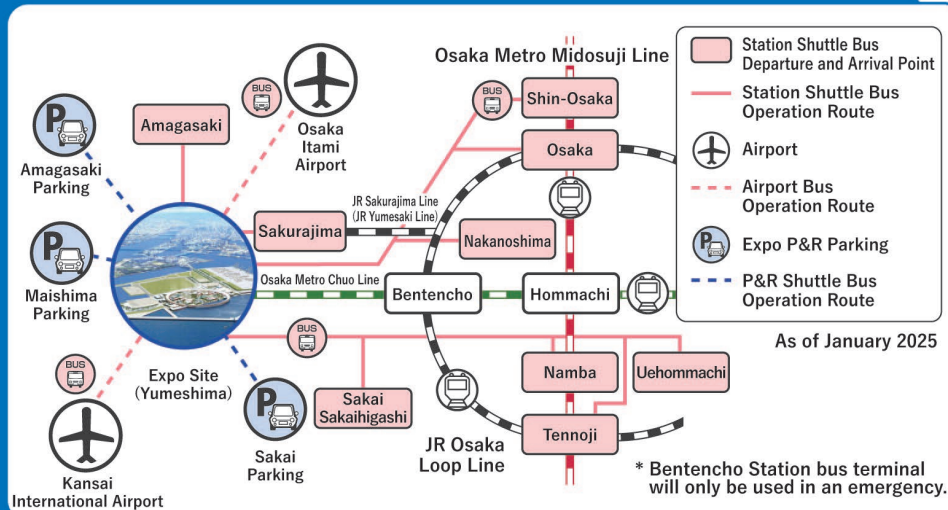 Osaka Metro Midosuji Line
Station Shuttle Bus
Departure and Arrival Point
Station Shuttle Bus
Operation Route
Airport
Airport Bus
Operation Route
P&R
Expo P&R Parking
P&R Shuttle Bus
Operation Route
As of January 2025
BUS
Osaka
Itami
Airport
P
Amagasaki
Parking
Amagasaki
BUS
Shin-Osaka
Osaka
JR Sakurajima Line
(JR Yumesaki Line)
Sakurajima
Nakanoshima
P
Maishima
Parking
Osaka Metro Chuo Line
Bentencho
Hommachi
BUS
Expo Site
(Yumeshima)
BUS
Kansai
International Airport
P
Sakai
Parking
Sakai
Sakaihigashi
Namba
Uehommachi
Tennoji
JR Osaka
Loop Line
* Bentencho Station bus terminal
will only be used in an emergency.